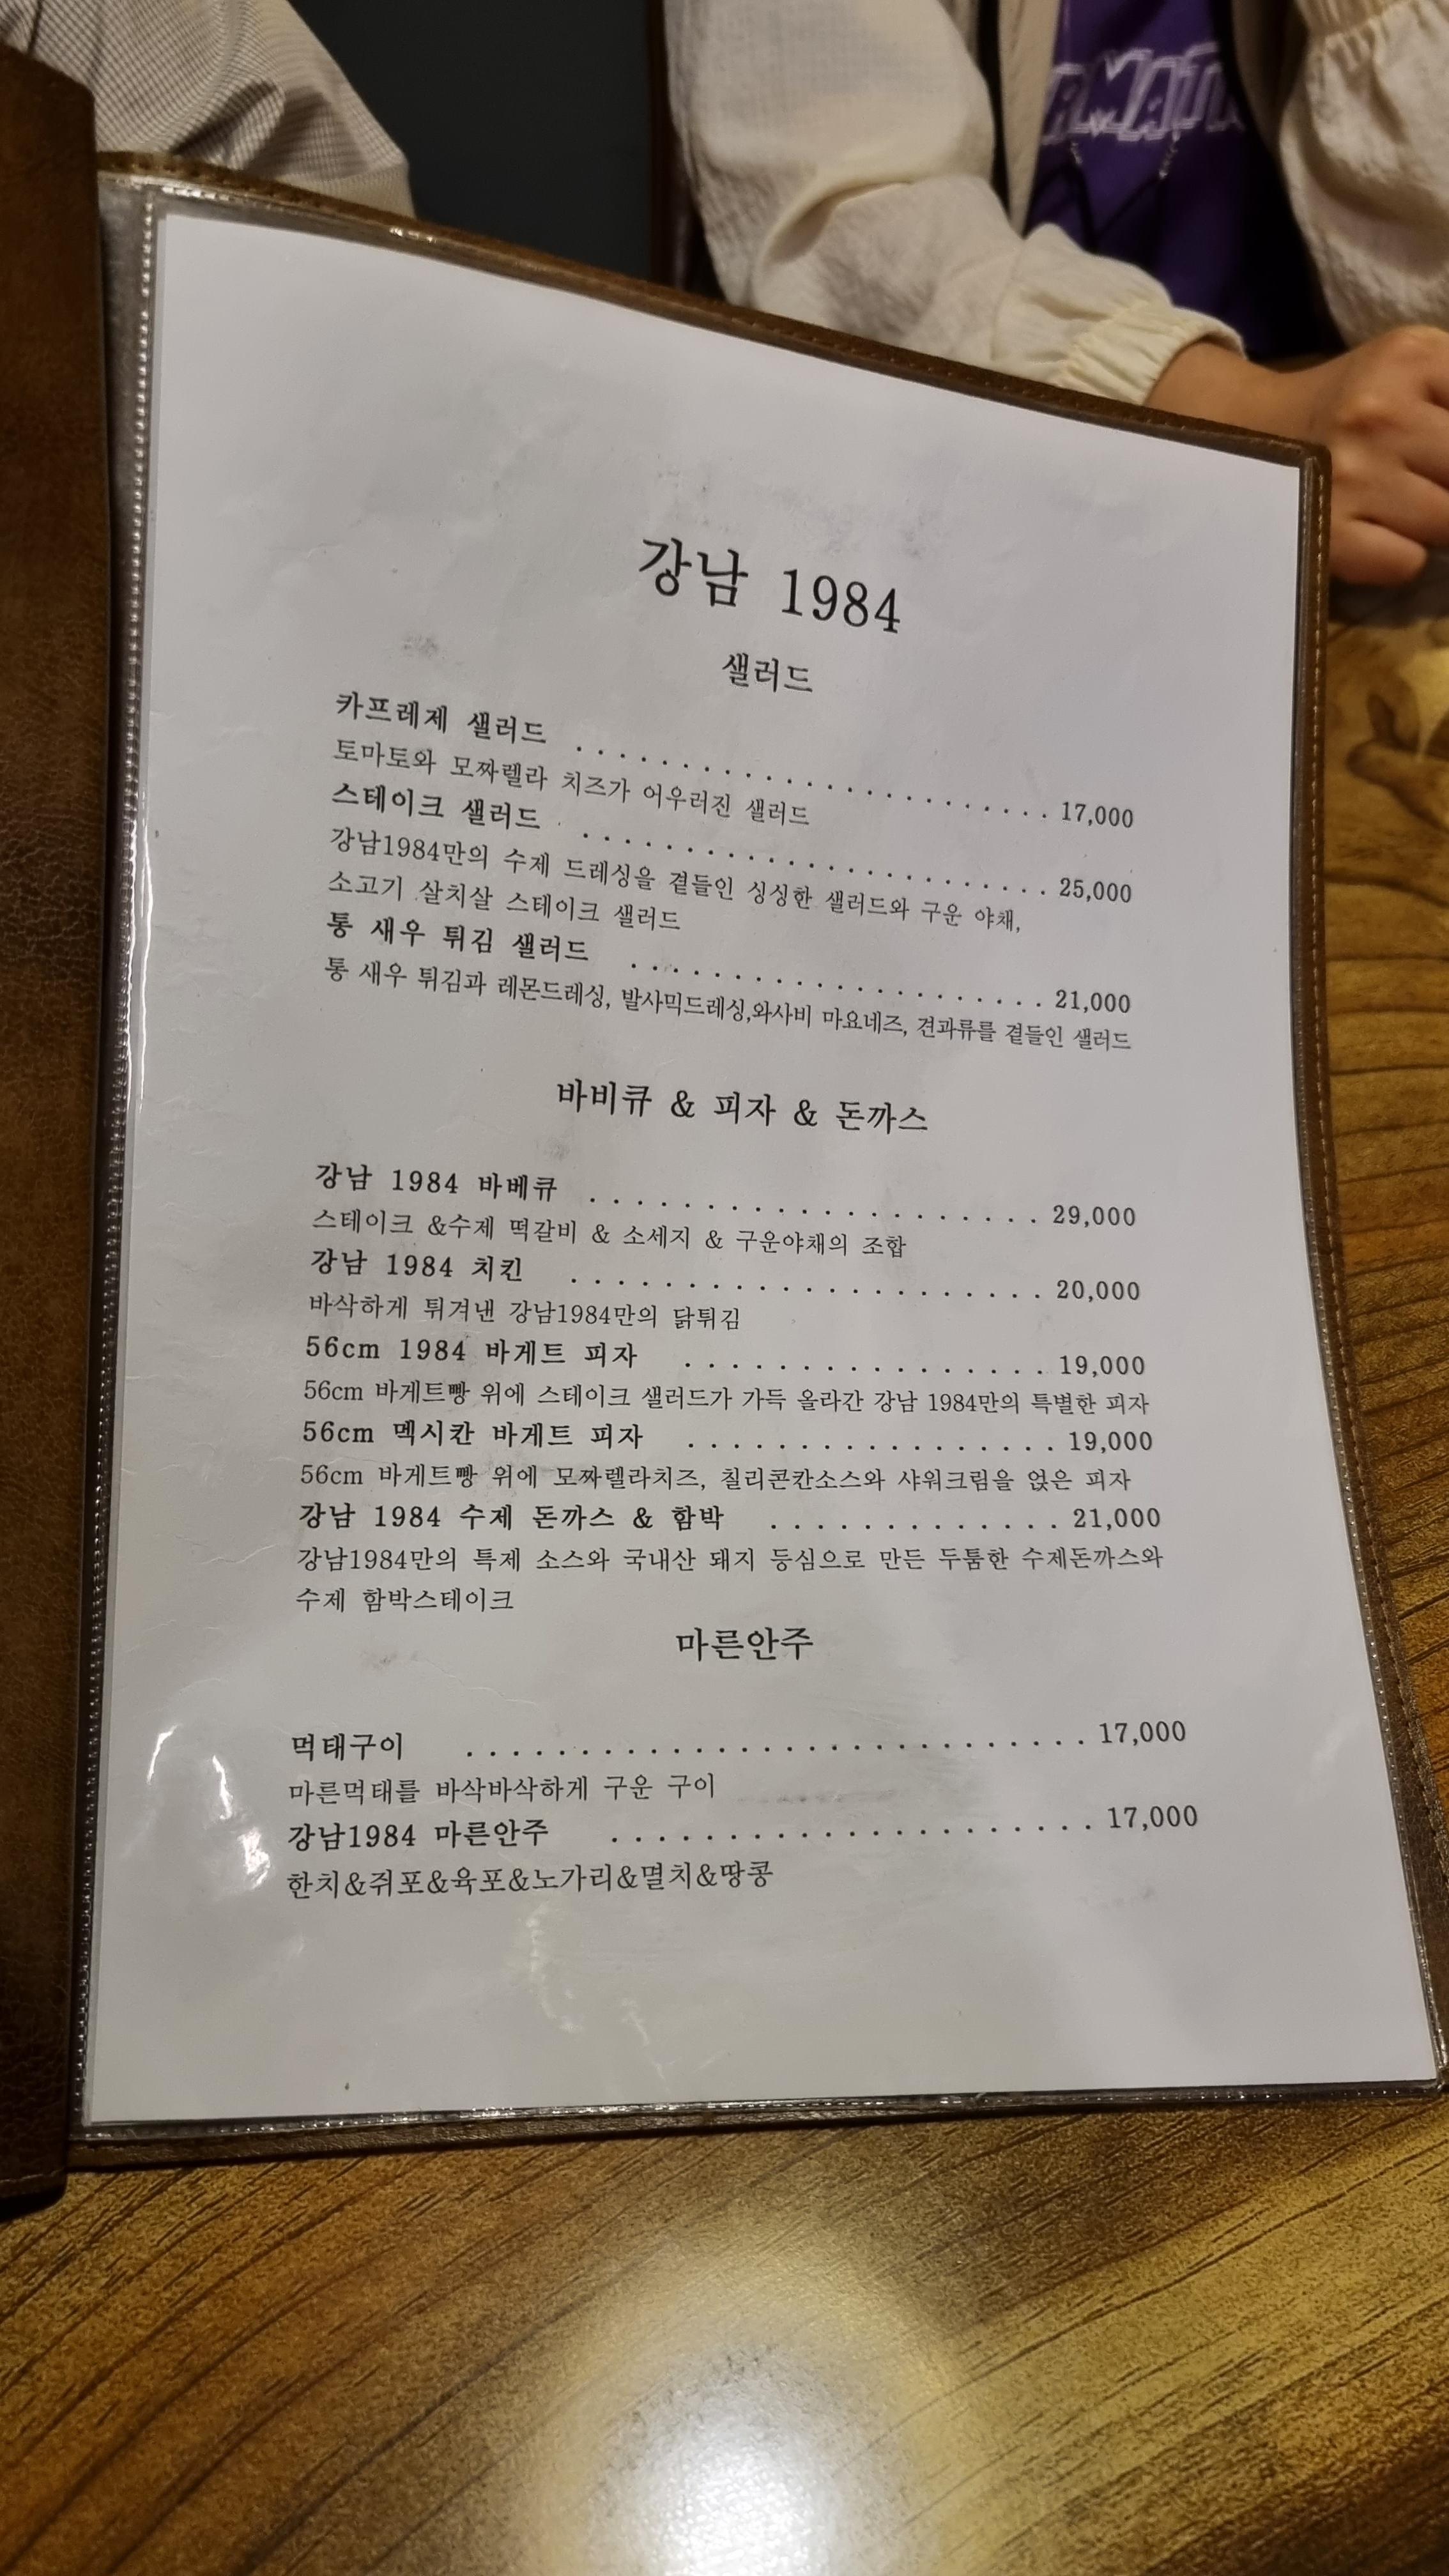 강남 1984
샐러드
카프레제 샐러드 ....................... 17,000
토마토와 모짜렐라 치즈가 어우러진 샐러드
스테이크 샐러드 ....................... 25,000
강남1984만의 수제 드레싱을 곁들인 싱싱한 샐러드와 구운 야채,
소고기 살치살 스테이크 샐러드
통 새우 튀김 샐러드 .................... 21,000
통 새우 튀김과 레몬드레싱, 발사믹드레싱,와사비 마요네즈, 견과류를 곁들인 샐러드
바비큐 & 피자 & 돈까스
강남 1984 바베큐 ...................... 29,000
스테이크 &수제 떡갈비 & 소세지 & 구운야채의 조합
강남 1984 치킨 ....................... 20,000
바삭하게 튀겨낸 강남1984만의 닭튀김
56cm 1984 바게트 피자 ................. 19,000
56cm 바게트빵 위에 스테이크 샐러드가 가득 올라간 강남 1984만의 특별한 피자
56cm 멕시칸 바게트 피자 ................. 19,000
56cm 바게트빵 위에 모짜렐라치즈, 칠리콘칸소스와 샤워크림을 얹은 피자
강남 1984 수제 돈까스 & 함박 ............. 21,000
강남1984만의 특제 소스와 국내산 돼지 등심으로 만든 두툼한 수제돈까스와
수제 함박스테이크
마른안주
먹태구이 ............................. 17,000
마른먹태를 바삭바삭하게 구운 구이
강남1984 마른안주 ...................... 17,000
한치&쥐포&육포&노가리&멸치&땅콩